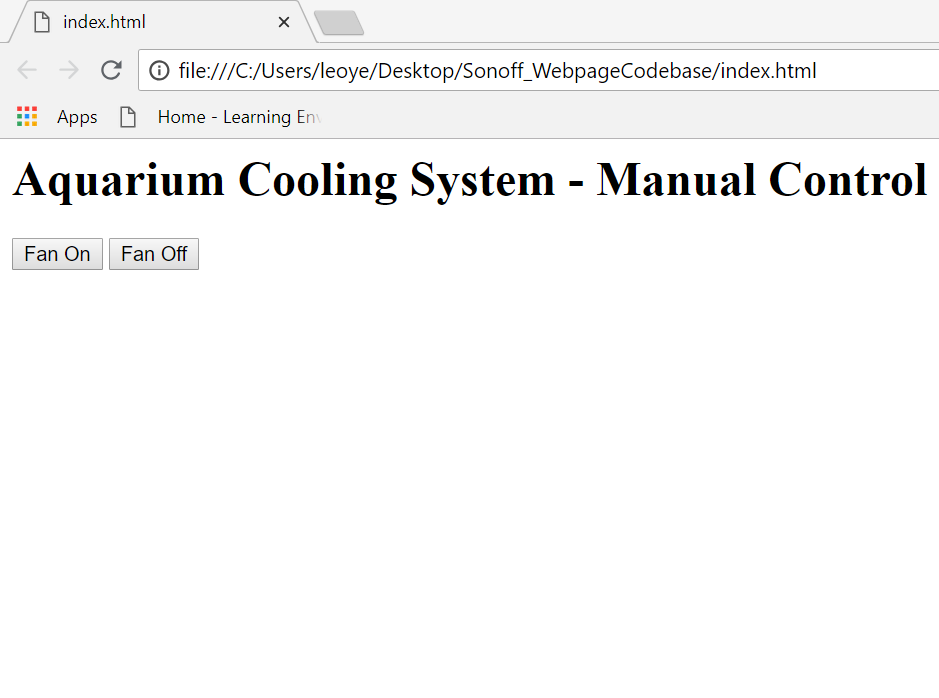 index.html
file:///C:/Users/leoye/Desktop/Sonoff_WebpageCodebase/index.html
Apps Home - Learning
Aquarium Cooling System - Manual Control
Fan On Fan Off